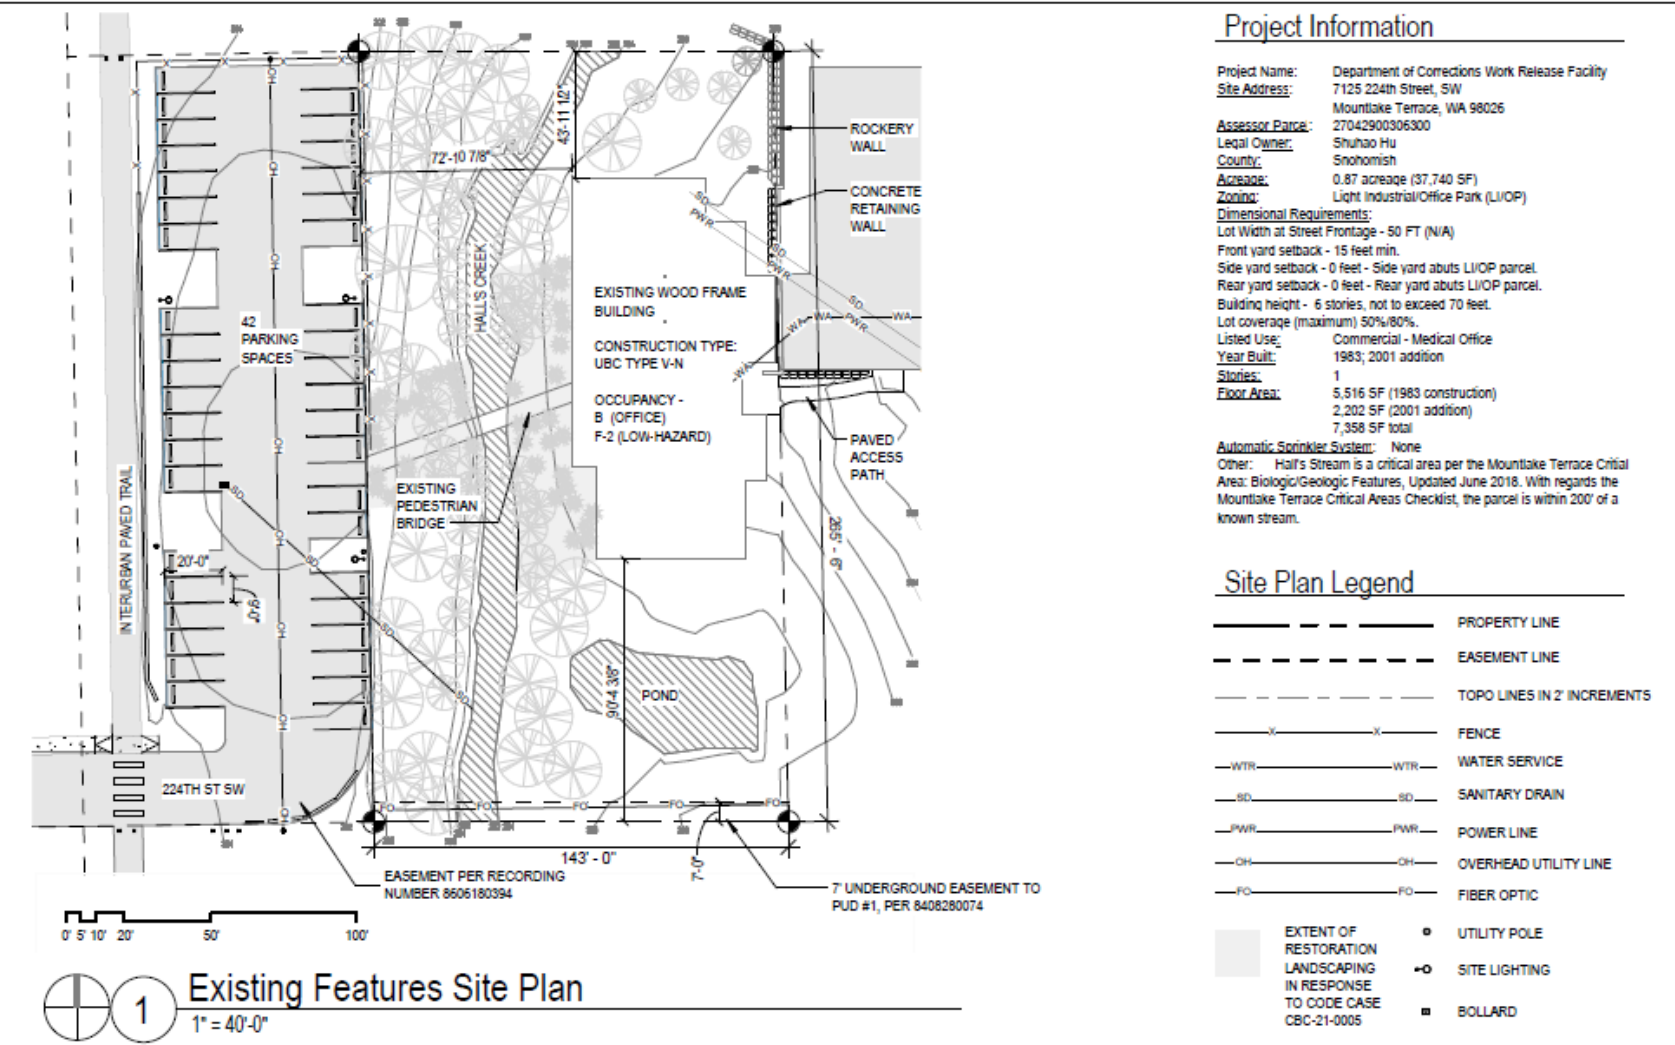 72'-10 7/8"
43'-11 1/2"
ROCKERY
WALL
CONCRETE
RETAINING
WALL
HALL'S CREEK
42
PARKING
SPACES
EXISTING WOOD FRAME
BUILDING
CONSTRUCTION TYPE:
UBC TYPE V-N
OCCUPANCY -
B (OFFICE)
F-2 (LOW-HAZARD)
PAVED
ACCESS
PATH
EXISTING
PEDESTRIAN
BRIDGE
INTERURBAN PAVED TRAIL
20'-0"
9'-0"
265' - 6"
90'-4 3/8"
POND
224TH ST SW
143' - 0"
7'-0"
EASEMENT PER RECORDING
NUMBER 8606180394
7' UNDERGROUND EASEMENT TO
PUD #1, PER 8408280074
0' 5' 10' 20' 50' 100'
1
Existing Features Site Plan
1" = 40'-0"
Project Information
Project Name: Department of Corrections Work Release Facility
Site Address: 7125 224th Street, SW
Mountlake Terrace, WA 98026
Assessor Parcel: 27042900306300
Legal Owner: Shuhao Hu
County: Snohomish
Acreage: 0.87 acreage (37,740 SF)
Zoning: Light Industrial/Office Park (LI/OP)
Dimensional Requirements:
Lot Width at Street Frontage - 50 FT (N/A)
Front yard setback - 15 feet min.
Side yard setback - 0 feet - Side yard abuts LI/OP parcel.
Rear yard setback - 0 feet - Rear yard abuts LI/OP parcel.
Building height - 6 stories, not to exceed 70 feet.
Lot coverage (maximum) 50%/80%.
Listed Use: Commercial - Medical Office
Year Built: 1983; 2001 addition
Stories: 1
Floor Area: 5,516 SF (1983 construction)
2,202 SF (2001 addition)
7,358 SF total
Automatic Sprinkler System: None
Other: Hall's Stream is a critical area per the Mountlake Terrace Critial
Area: Biologic/Geologic Features, Updated June 2018. With regards the
Mountlake Terrace Critical Areas Checklist, the parcel is within 200' of a
known stream.
Site Plan Legend
PROPERTY LINE
EASEMENT LINE
TOPO LINES IN 2' INCREMENTS
X X FENCE
WTR WTR WATER SERVICE
SD SD SANITARY DRAIN
PWR PWR POWER LINE
OH OH OVERHEAD UTILITY LINE
FO FO FIBER OPTIC
EXTENT OF
RESTORATION
LANDSCAPING
IN RESPONSE
TO CODE CASE
CBC-21-0005
UTILITY POLE
SITE LIGHTING
BOLLARD